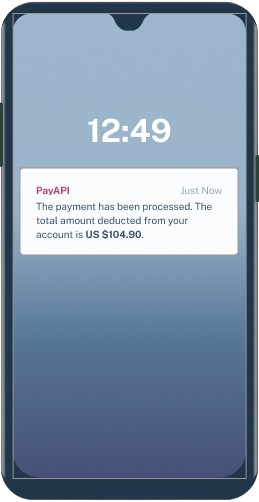 12:49
PayAPI Just Now
The payment has been processed. The
total amount deducted from your
account is US $104.90.